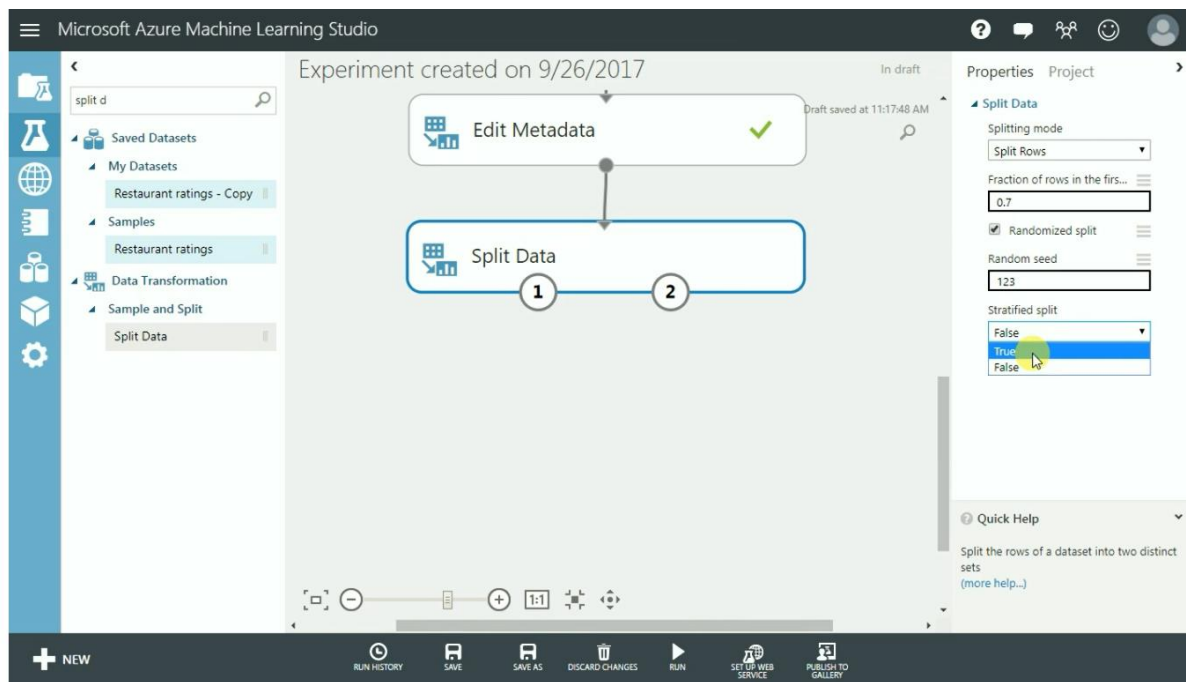 Microsoft Azure Machine Learning Studio
split d
Saved Datasets
My Datasets
Restaurant ratings - Copy
Samples
Restaurant ratings
Data Transformation
Sample and Split
Split Data
Experiment created on 9/26/2017
In draft
Draft saved at 11:17:48 AM
Edit Metadata
Split Data
1
2
1:1
Properties Project
Split Data
Splitting mode
Split Rows
Fraction of rows in the firs...
0.7
Randomized split
Random seed
123
Stratified split
False
True
False
Quick Help
Split the rows of a dataset into two distinct
sets
(more help...)
NEW
RUN HISTORY
SAVE
SAVE AS
DISCARD CHANGES
RUN
SET UP WEB
SERVICE
PUBLISH TO
GALLERY